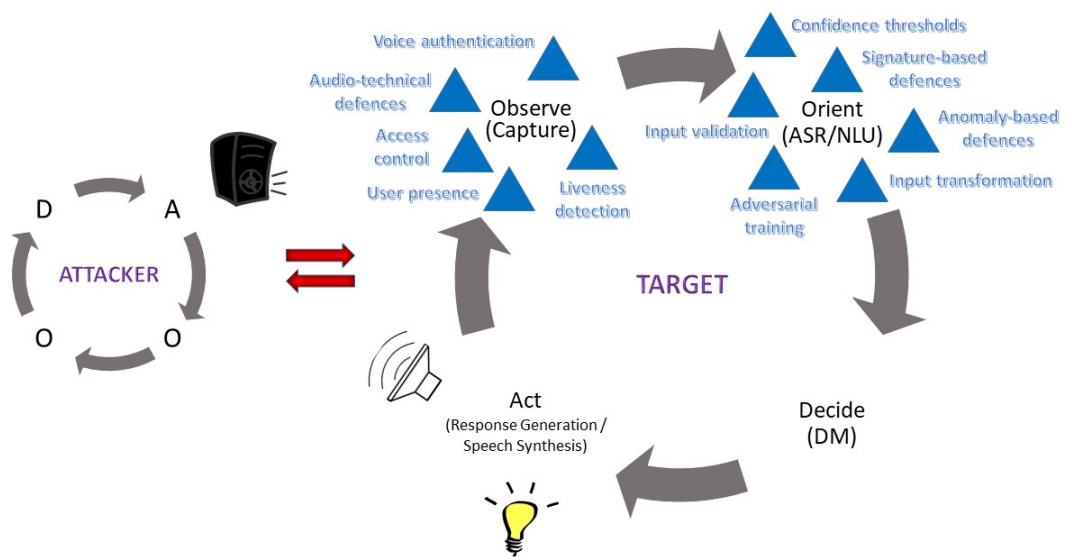 Voice authentication
Audio-technical
defences
Observe
(Capture)
Access
control
User presence
Liveness
detection
Confidence thresholds
Signature-based
defences
Input validation
Orient
(ASR/NLU)
Anomaly-based
defences
Adversarial
training
Input transformation
D
A
ATTACKER
O
O
TARGET
Act
(Response Generation /
Speech Synthesis)
Decide
(DM)